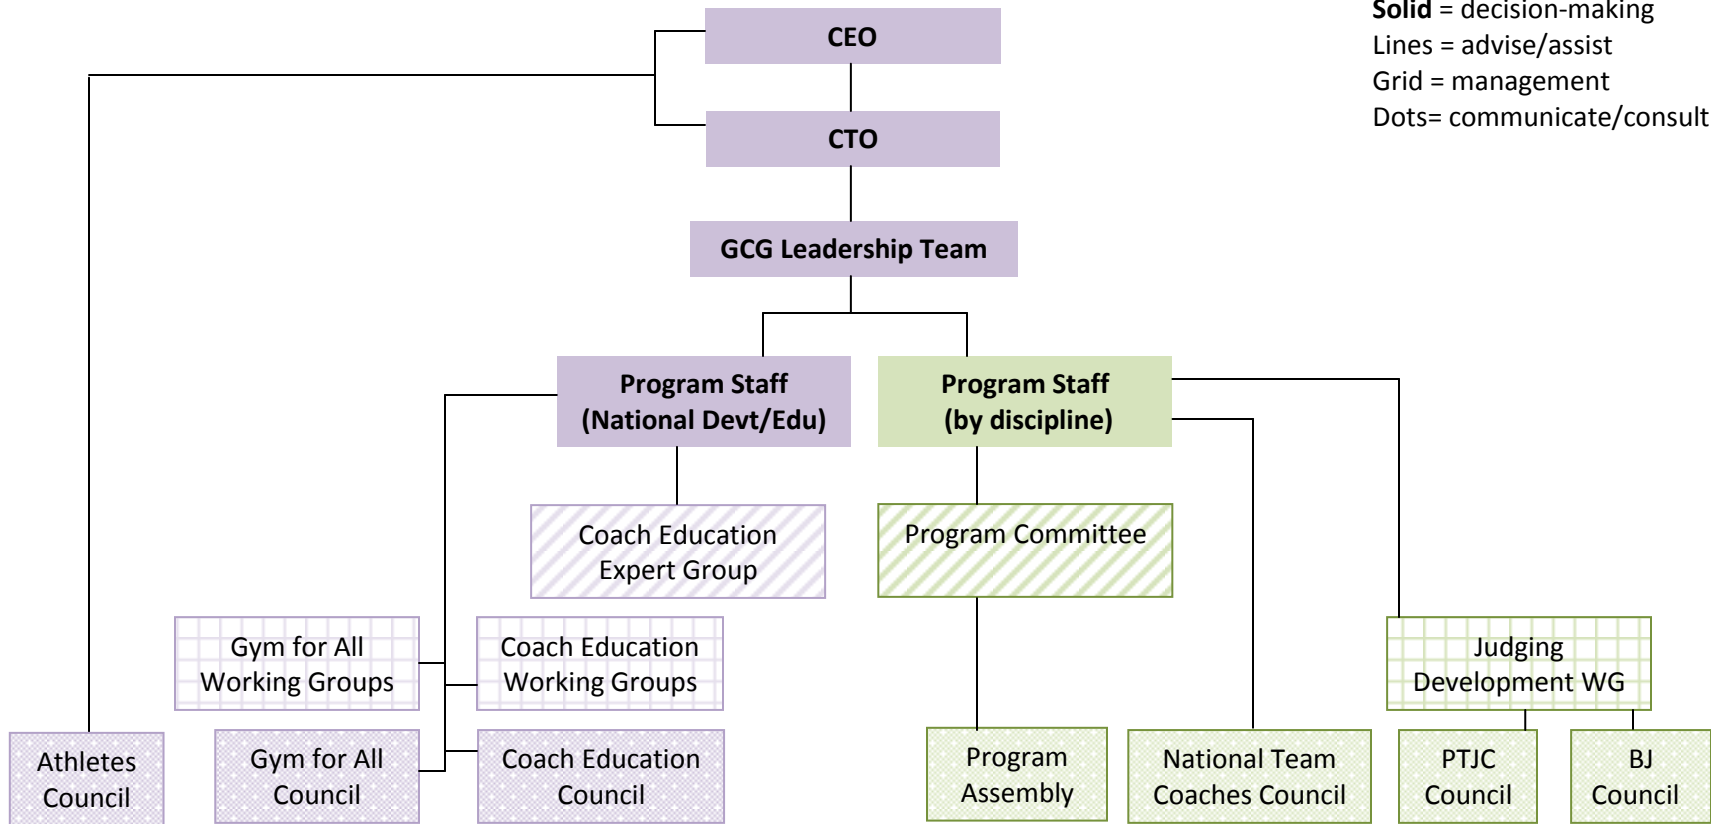 Solid = decision-making
Lines = advise/assist
Grid = management
Dots= communicate/consult
CEO
CTO
GCG Leadership Team
Program Staff
(National Devt/Edu)
Program Staff
(by discipline)
Coach Education
Expert Group
Program Committee
Gym for All
Working Groups
Coach Education
Working Groups
Judging
Development WG
Athletes
Council
Gym for All
Council
Coach Education
Council
Program
Assembly
National Team
Coaches Council
PTJC
Council
BJ
Council